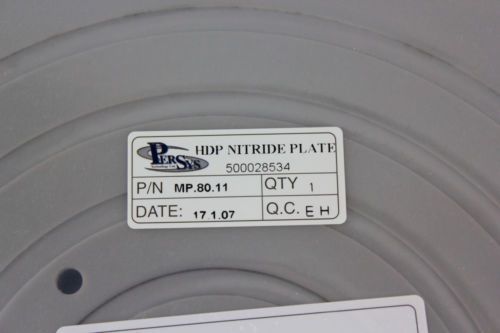 PERSYS HDP NITRIDE PLATE
500028534
P/N MP.80.11 QTY 1
DATE: 17 1.07 Q.C. E H